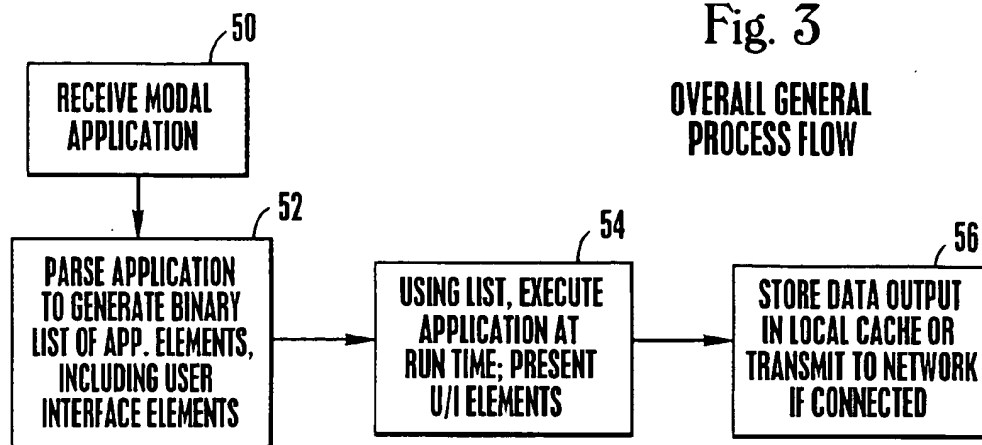 Fig. 3
OVERALL GENERAL
PROCESS FLOW
50
RECEIVE MODAL
APPLICATION
52
PARSE APPLICATION
TO GENERATE BINARY
LIST OF APP. ELEMENTS,
INCLUDING USER
INTERFACE ELEMENTS
54
USING LIST, EXECUTE
APPLICATION AT
RUN TIME; PRESENT
U/I ELEMENTS
56
STORE DATA OUTPUT
IN LOCAL CACHE OR
TRANSMIT TO NETWORK
IF CONNECTED